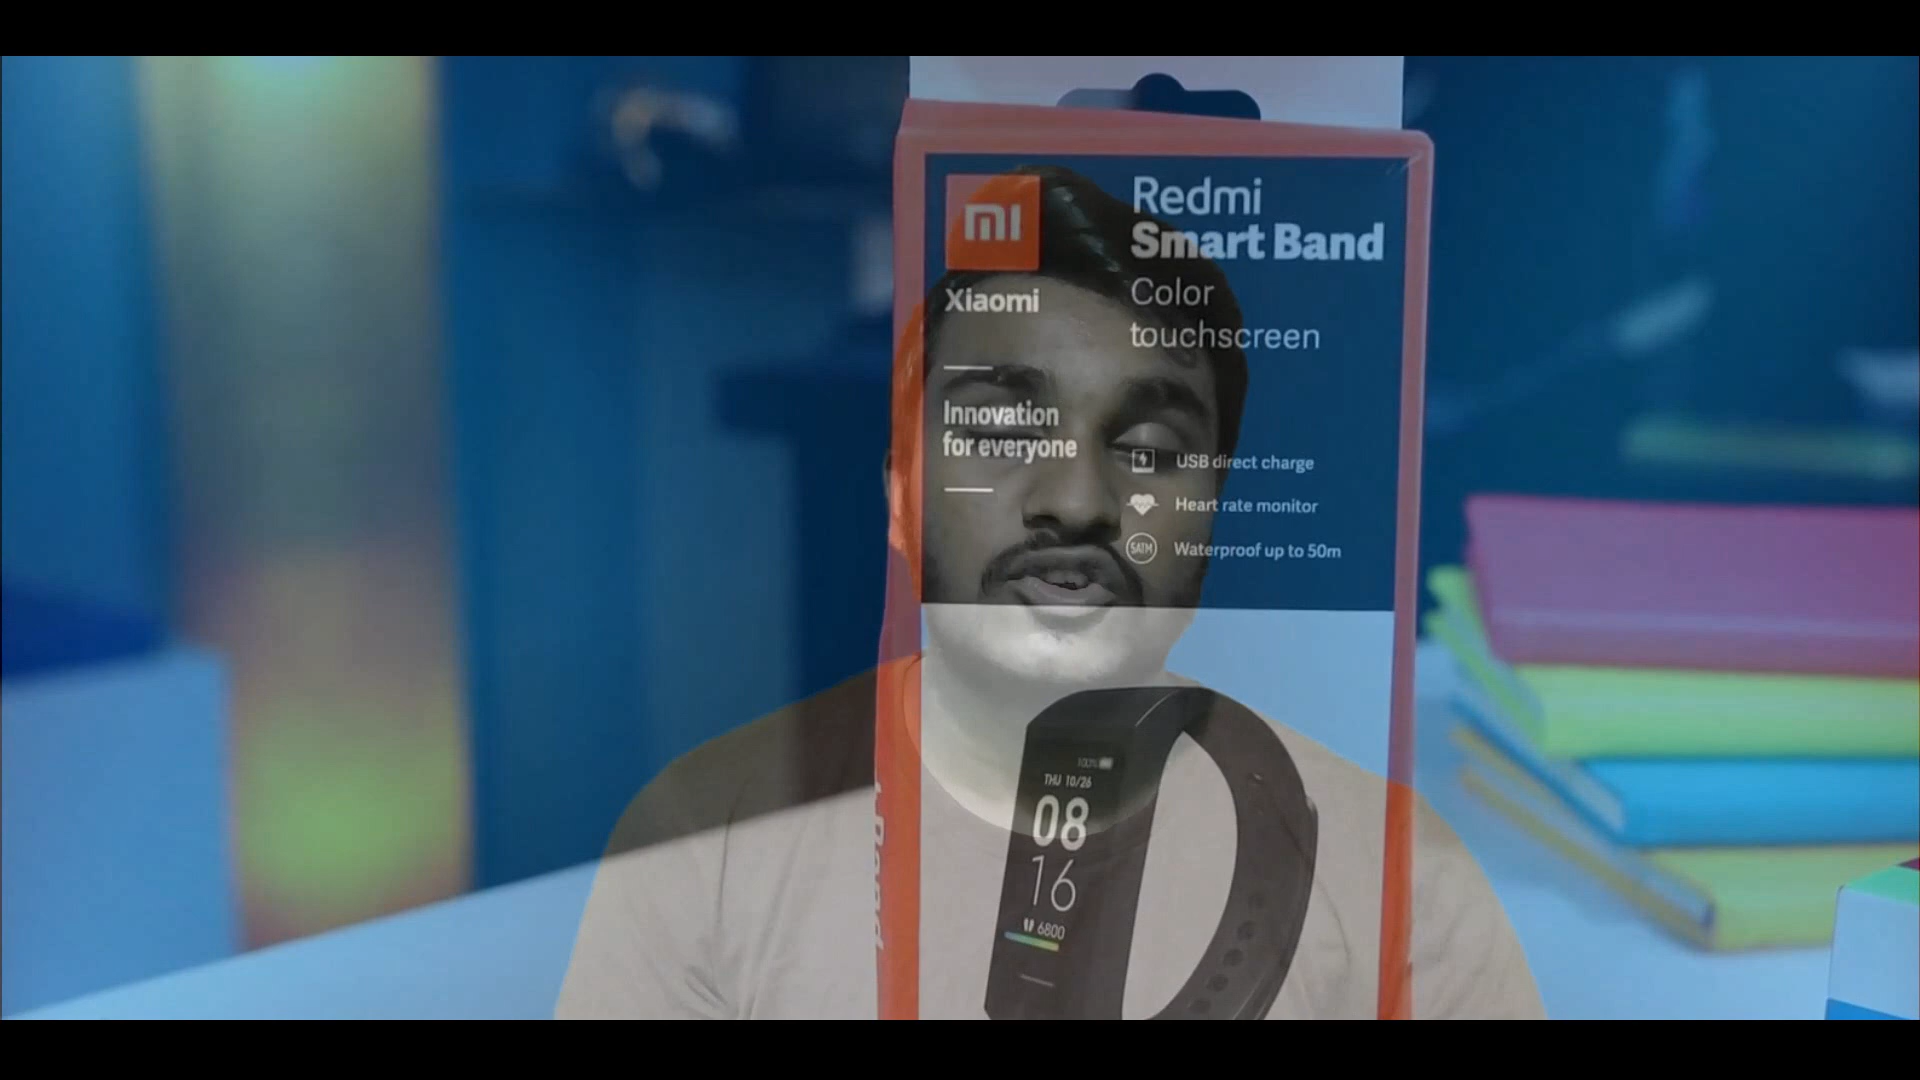 mi
Xiaomi
Innovation
for everyone
Redmi
Smart Band
Color
touchscreen
USB direct charge
Heart rate monitor
5ATM
Waterproof up to 50m
100%
THU 10/26
08
16
6800